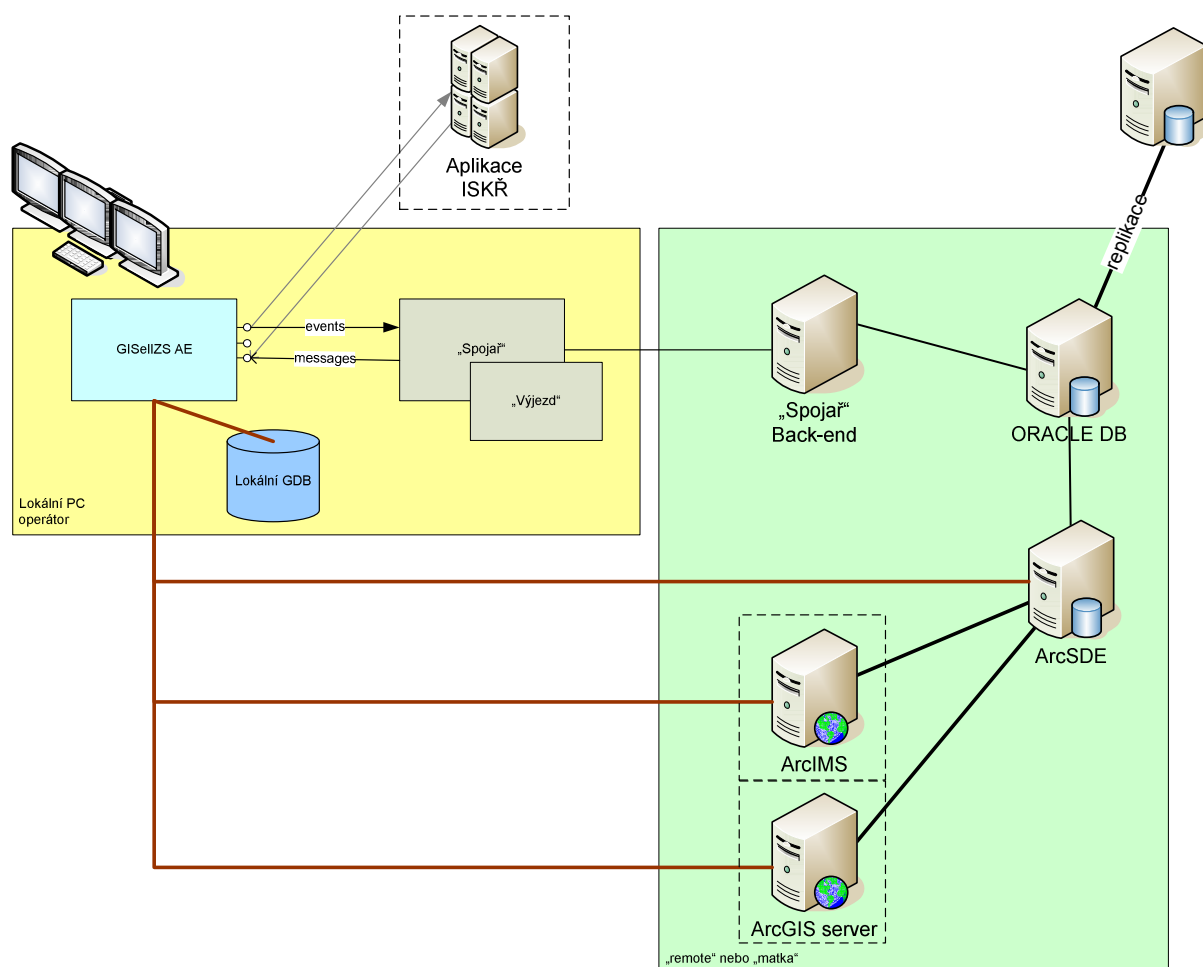 Aplikace
ISKŘ
replikace
GISelIZS AE
events
messages
„Spojař“
„Výjezd“
Lokální GDB
Lokální PC
operátor
„Spojař“
Back-end
ORACLE DB
ArcSDE
ArcIMS
ArcGIS server
„remote“ nebo „matka“